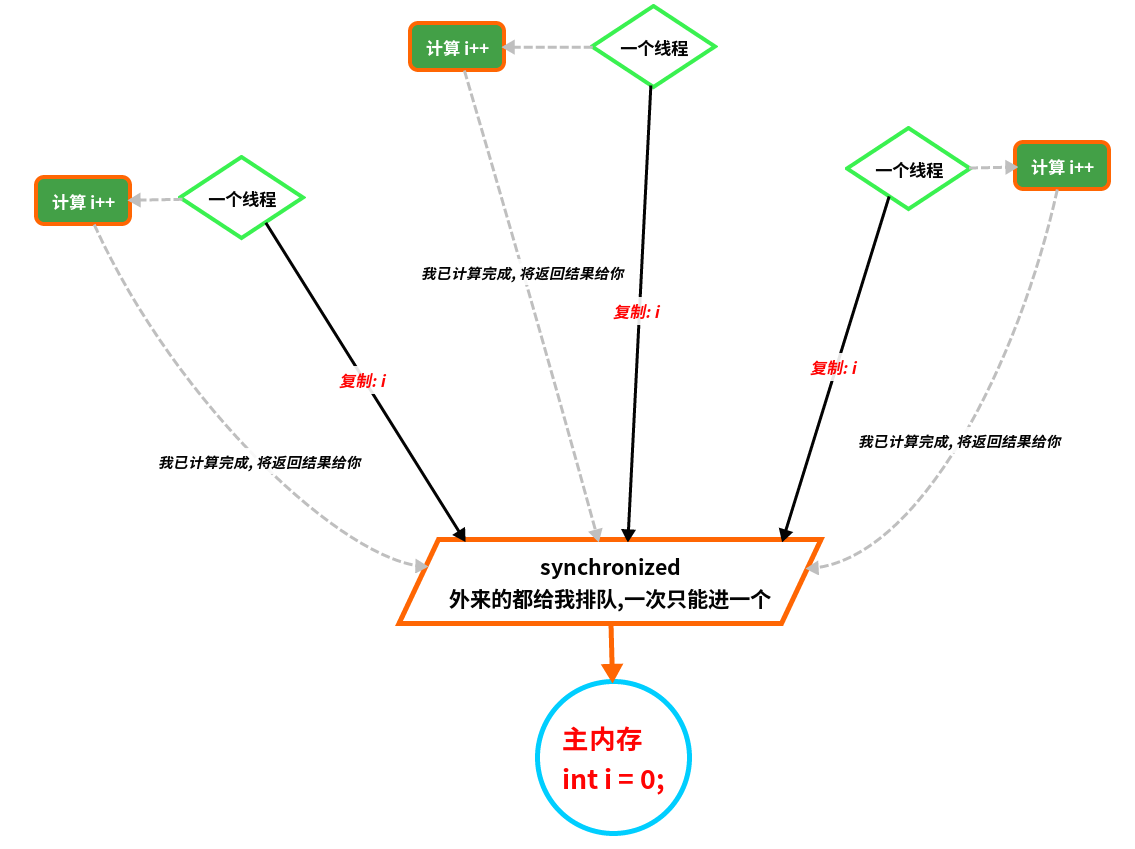 计算 i++
一个线程
一个线程
计算 i++
计算 i++
一个线程
我已计算完成, 将返回结果给你
复制: i
复制: i
复制: i
我已计算完成, 将返回结果给你
我已计算完成, 将返回结果给你
synchronized
外来的都给我排队,一次只能进一个
主内存
int i = 0;